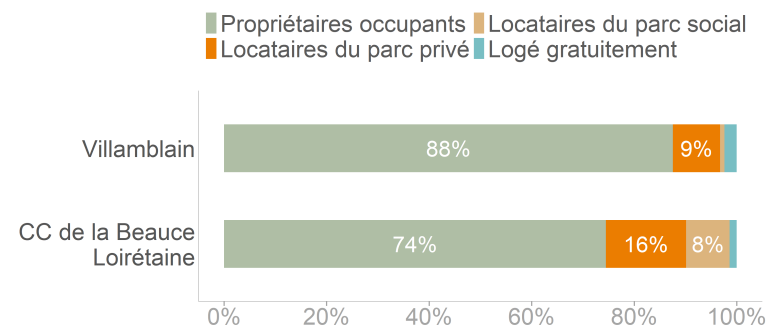 Propriétaires occupants Locataires du parc social
Locataires du parc privé Logé gratuitement
Villamblain 88% 9%
CC de la Beauce
Loirétaine 74% 16% 8%
0% 20% 40% 60% 80% 100%